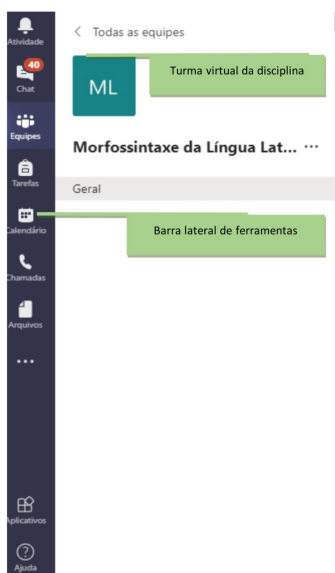 Atividade
40
Chat
Equipes
Tarefas
Calendário
Chamadas
Arquivos
...
Aplicativos
Ajuda
< Todas as equipes
Turma virtual da disciplina
ML
Morfossintaxe da Língua Lat... ...
Geral
Barra lateral de ferramentas